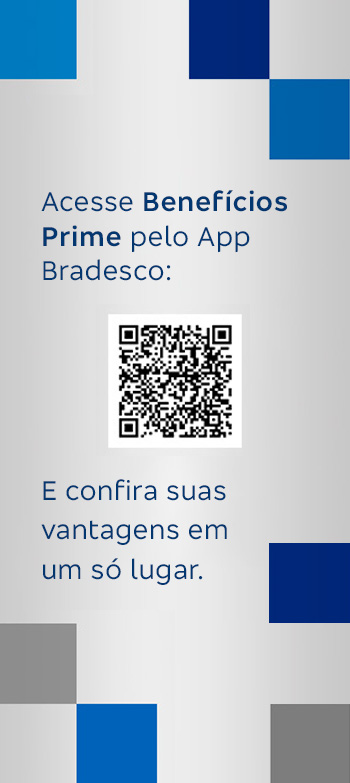 Acesse Benefícios
Prime pelo App
Bradesco:
E confira suas
vantagens em
um só lugar.